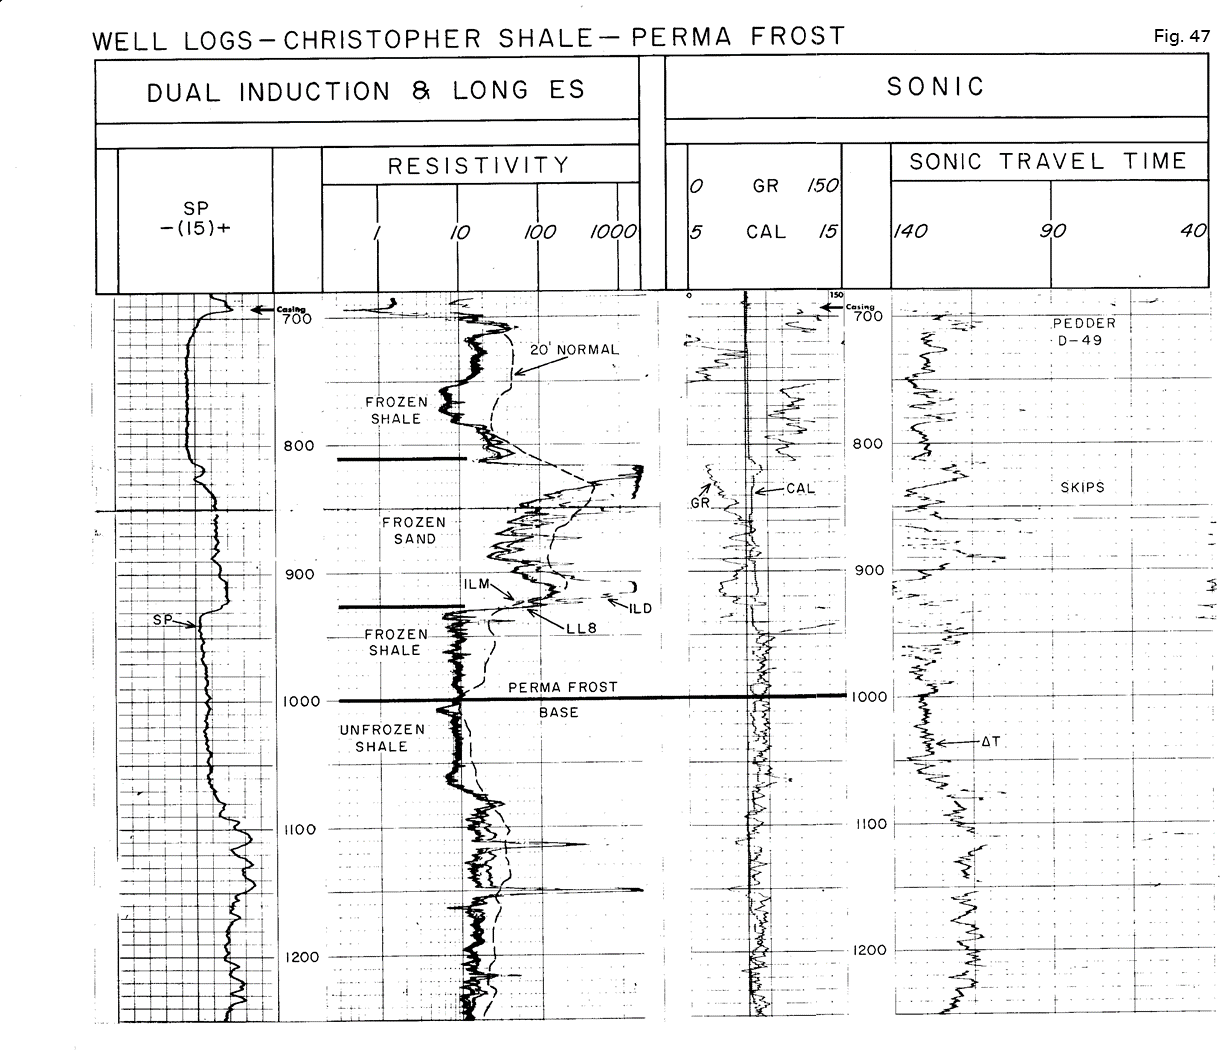 WELL LOGS – CHRISTOPHER SHALE – PERMA FROST
Fig. 47
DUAL INDUCTION & LONG ES
SONIC
RESISTIVITY
SONIC TRAVEL TIME
SP
-(15)+
1 10 100 1000
0 GR 150
5 CAL 15
140 90 40
Casing
0 150
Casing
700
700
PEDDER
D-49
20' NORMAL
FROZEN
SHALE
800
800
GR
CAL
SKIPS
FROZEN
SAND
900
900
ILM
ILD
LL8
SP
FROZEN
SHALE
PERMA FROST
BASE
1000
1000
UNFROZEN
SHALE
ΔT
1100
1100
1200
1200